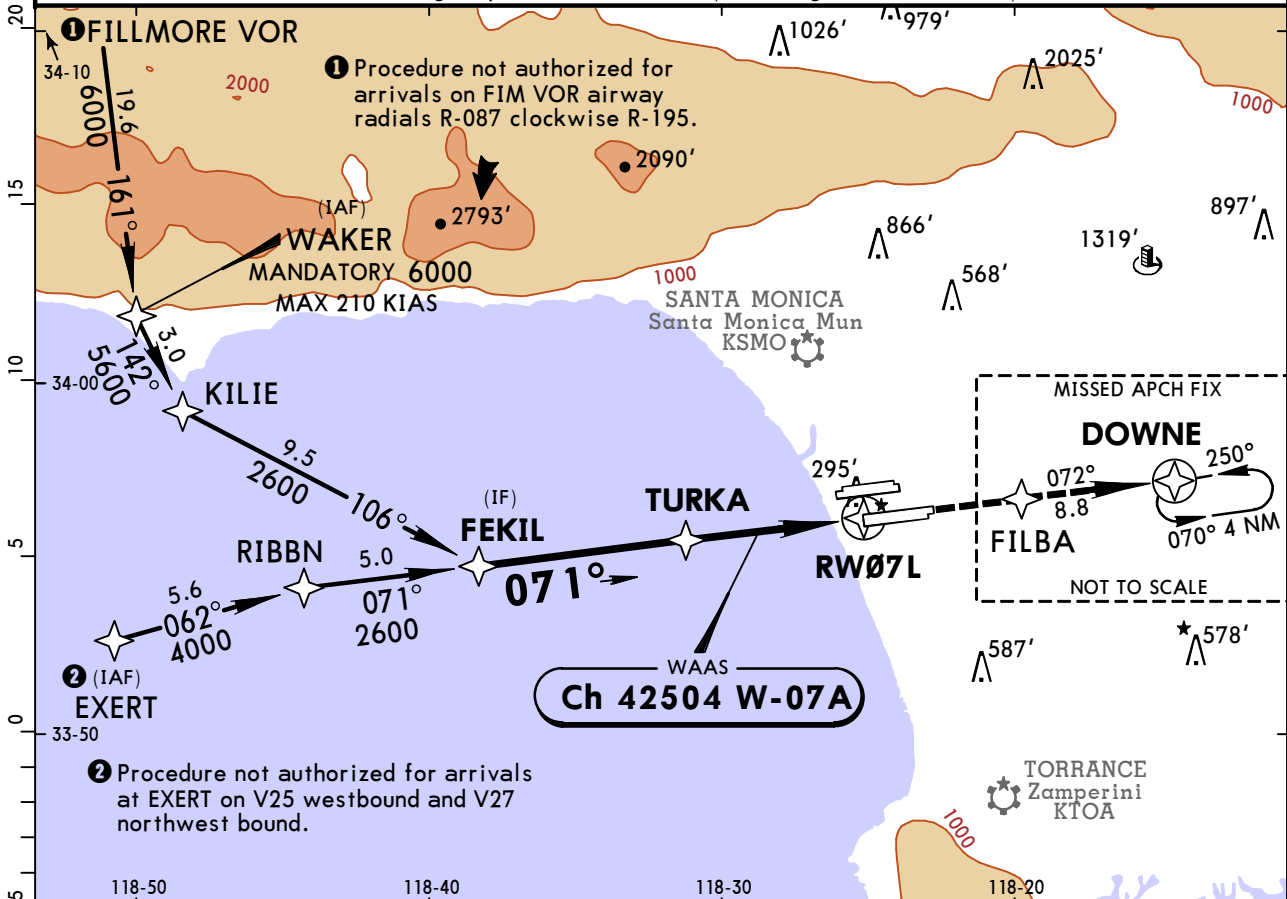 20
❶FILLMORE VOR
34-10
6000
19.6
161°
2000
❶ Procedure not authorized for
arrivals on FIM VOR airway
radials R-087 clockwise R-195.
1026'
979'
2025'
1000
2090'
2793'
15
(IAF)
WAKER
MANDATORY 6000
MAX 210 KIAS
1000
866'
568'
1319'
897'
SANTA MONICA
Santa Monica Mun
KSMO
3.0
142°
5600
10
34-00
KILIE
9.5
2600
106°
MISSED APCH FIX
DOWNE
250°
072°
8.8
070° 4 NM
FILBA
NOT TO SCALE
295'
RWØ7L
TURKA
(IF)
FEKIL
071°
RIBBN
5.0
071°
2600
5
5.6
062°
4000
❷ (IAF)
EXERT
WAAS
Ch 42504 W-07A
587'
578'
0
33-50
❷ Procedure not authorized for arrivals
at EXERT on V25 westbound and V27
northwest bound.
TORRANCE
Zamperini
KTOA
1000
5
118-50
118-40
118-30
118-20